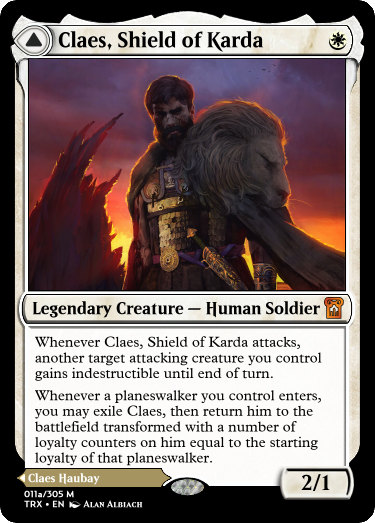 Claes, Shield of Karda
Legendary Creature — Human Soldier
Whenever Claes, Shield of Karda attacks,
another target attacking creature you control
gains indestructible until end of turn.
Whenever a planeswalker you control enters,
you may exile Claes, then return him to the
battlefield transformed with a number of
loyalty counters on him equal to the starting
loyalty of that planeswalker.
Claes Haubay
2/1
011a/305 M
TRX • EN Alan Albiach